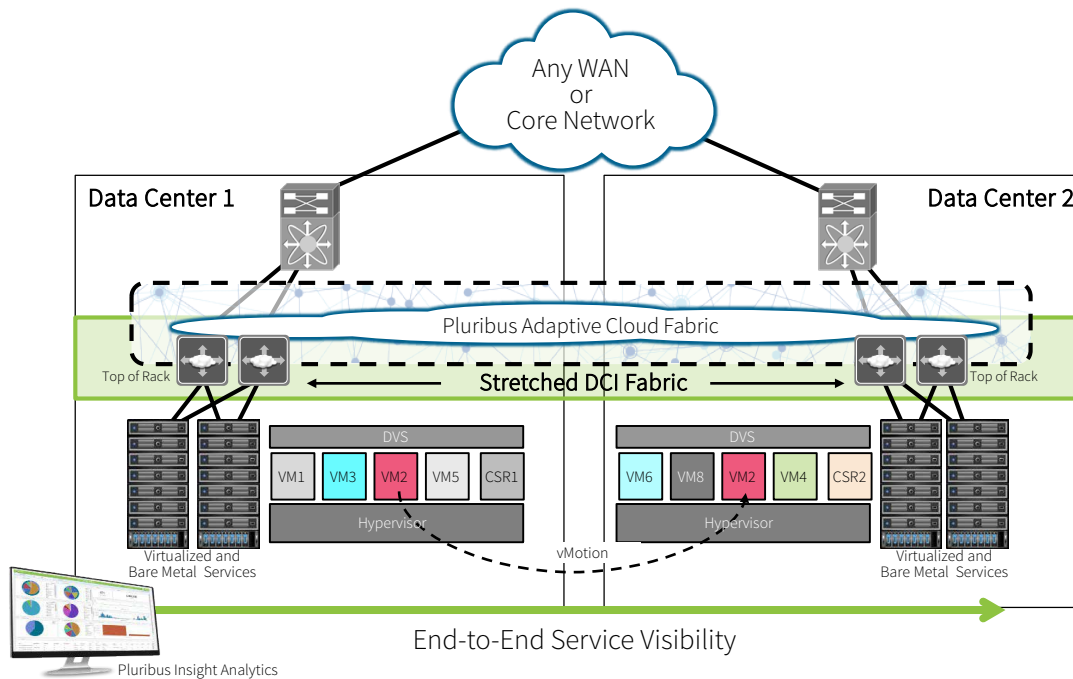 Any WAN
or
Core Network
Data Center 1
Data Center 2
Pluribus Adaptive Cloud Fabric
Top of Rack
Stretched DCI Fabric
Top of Rack
DVS
VM1
VM3
VM2
VM5
CSR1
Hypervisor
DVS
VM6
VM8
VM2
VM4
CSR2
Hypervisor
vMotion
Virtualized and
Bare Metal Services
Virtualized and
Bare Metal Services
End-to-End Service Visibility
Pluribus Insight Analytics